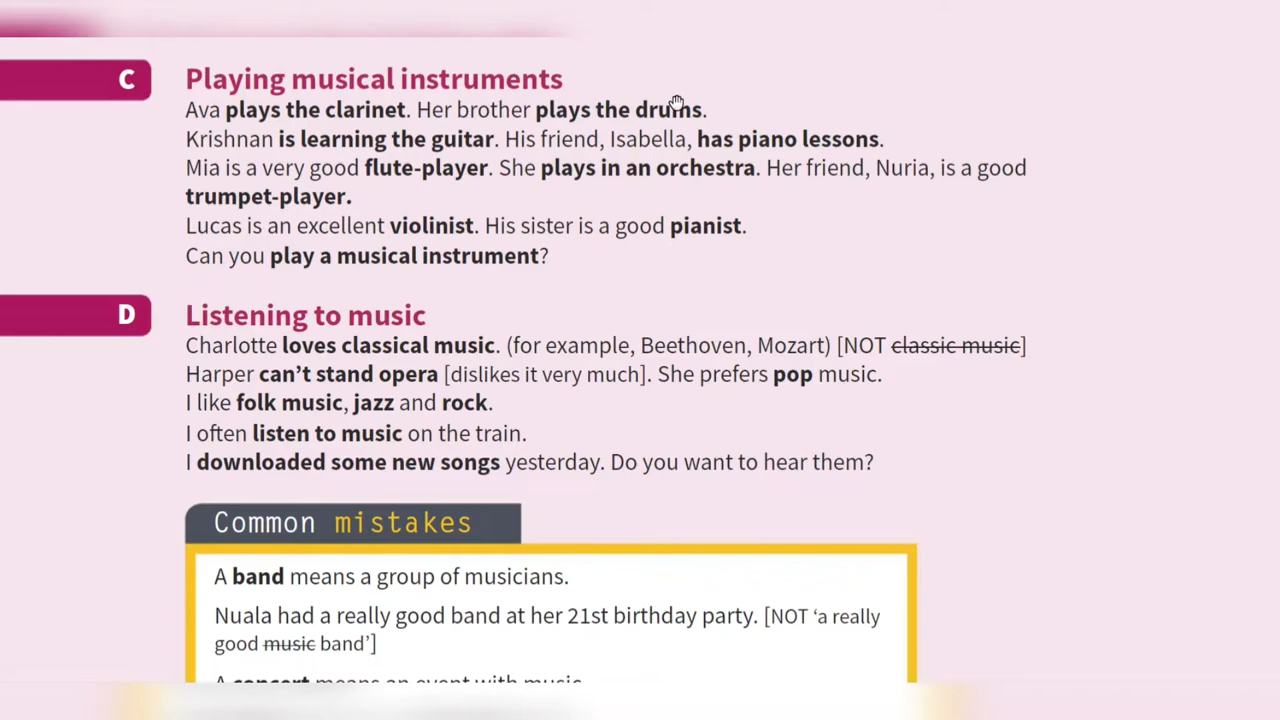 C
Playing musical instruments
Ava plays the clarinet. Her brother plays the drums.
Krishnan is learning the guitar. His friend, Isabella, has piano lessons.
Mia is a very good flute-player. She plays in an orchestra. Her friend, Nuria, is a good
trumpet-player.
Lucas is an excellent violinist. His sister is a good pianist.
Can you play a musical instrument?
D
Listening to music
Charlotte loves classical music. (for example, Beethoven, Mozart) [NOT classic music]
Harper can't stand opera [dislikes it very much]. She prefers pop music.
I like folk music, jazz and rock.
I often listen to music on the train.
I downloaded some new songs yesterday. Do you want to hear them?
Common mistakes
A band means a group of musicians.
Nuala had a really good band at her 21st birthday party. [NOT ‘a really
good music band’]
A concert means an event with music.